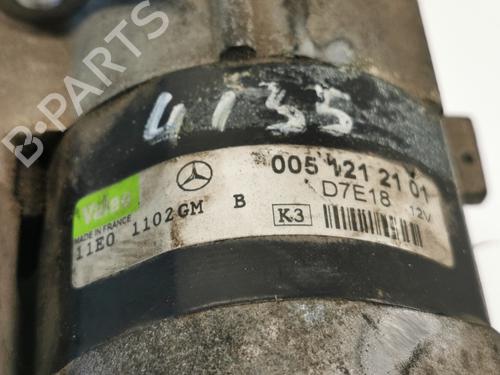 B-PARTS
4135
005 121 21 01
Valeo
D7E18
12V
MADE IN FRANCE
11E0 1102GM B
K3